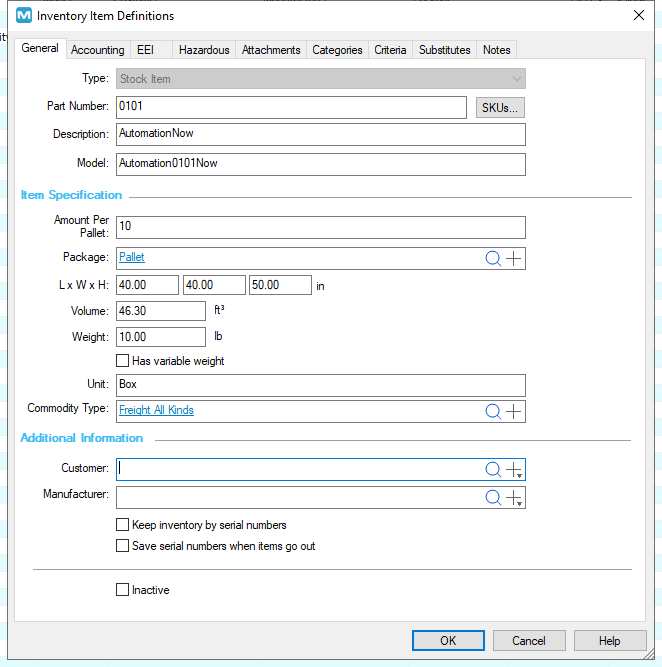 Inventory Item Definitions
General Accounting EEI Hazardous Attachments Categories Criteria Substitutes Notes
Type: Stock Item
Part Number: 0101 SKUs...
Description: AutomationNow
Model: Automation0101Now
Item Specification
Amount Per
Pallet: 10
Package: Pallet
L x W x H: 40.00 40.00 50.00 in
Volume: 46.30 ft³
Weight: 10.00 lb
Has variable weight
Unit: Box
Commodity Type: Freight All Kinds
Additional Information
Customer:
Manufacturer:
Keep inventory by serial numbers
Save serial numbers when items go out
Inactive
OK Cancel Help